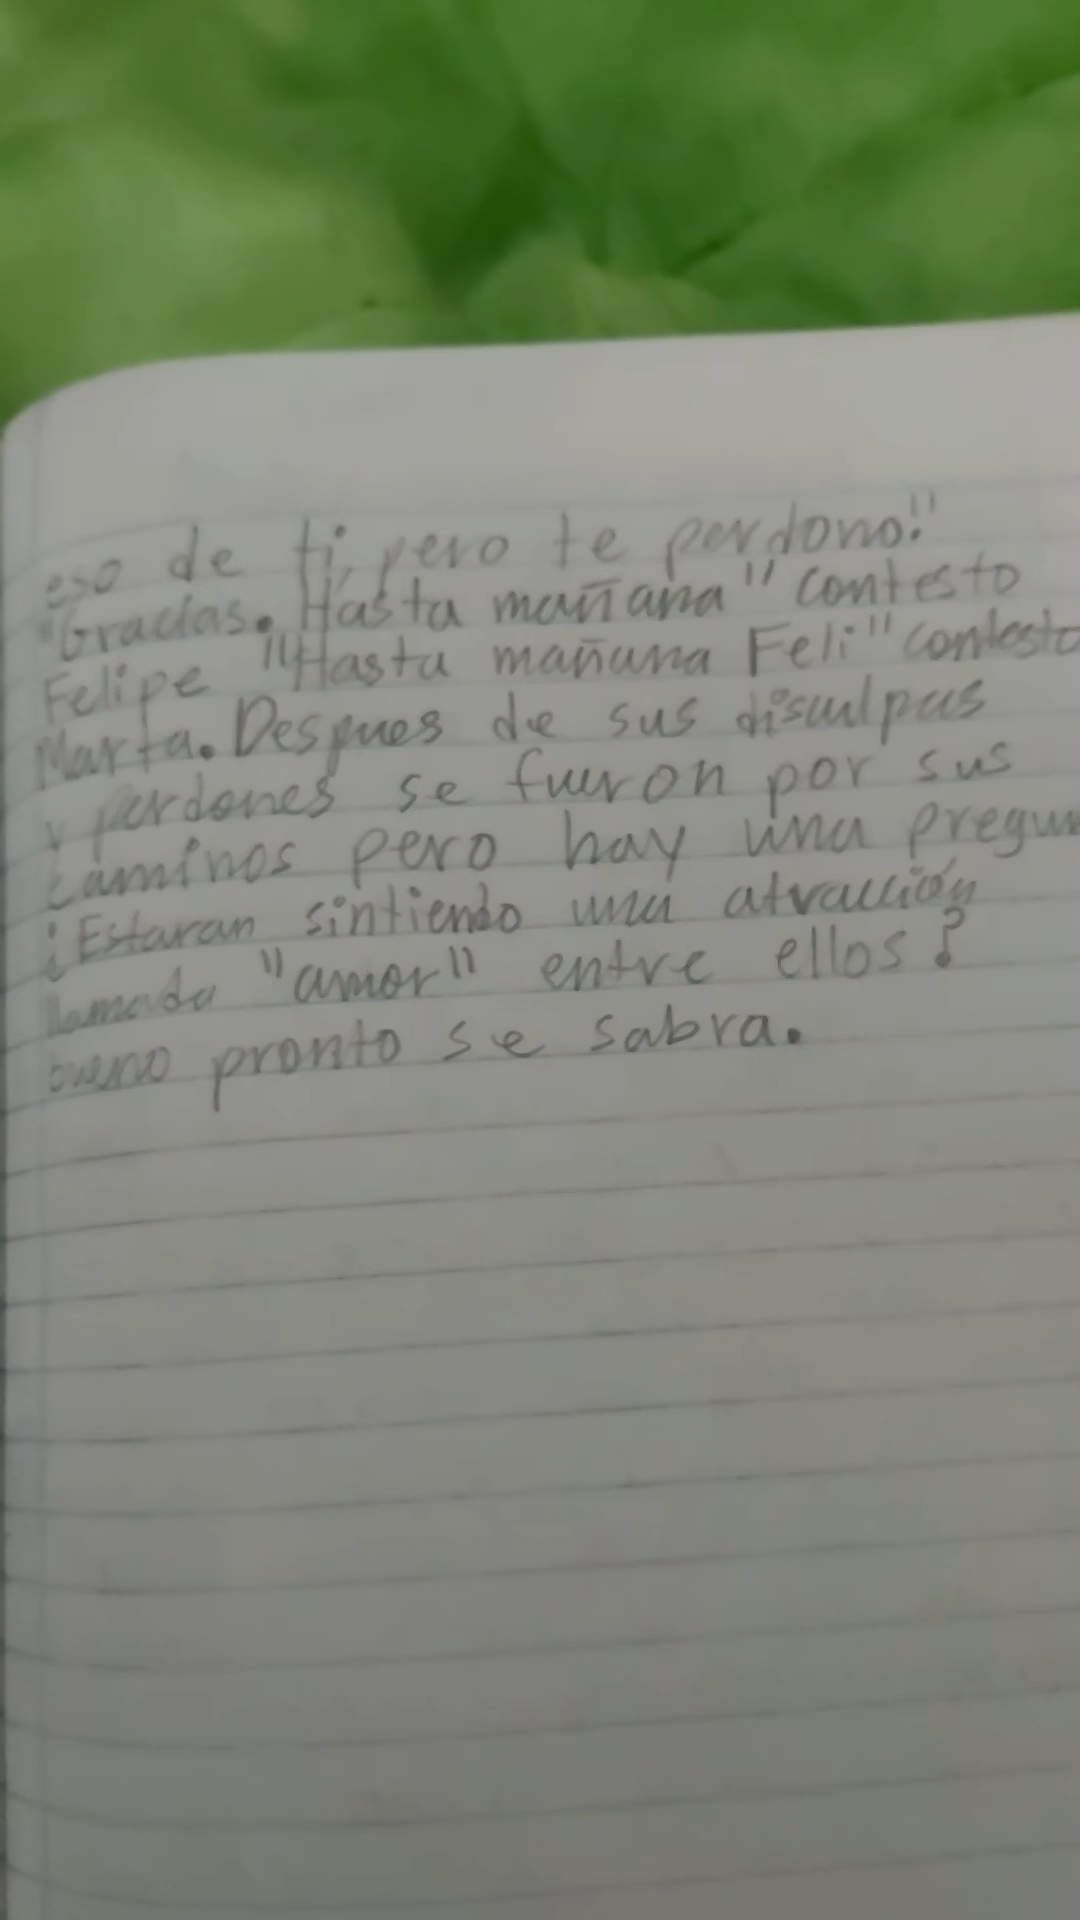 eso de ti, pero te perdono."
"Gracias. Hasta mañana" contesto
Felipe "Hasta mañana Feli" contesto
Marta. Despues de sus disculpas
y perdones se fueron por sus
caminos pero hay una pregun
¿Estaran sintiendo una atracción
llamada "amor" entre ellos?
bueno pronto se sabra.